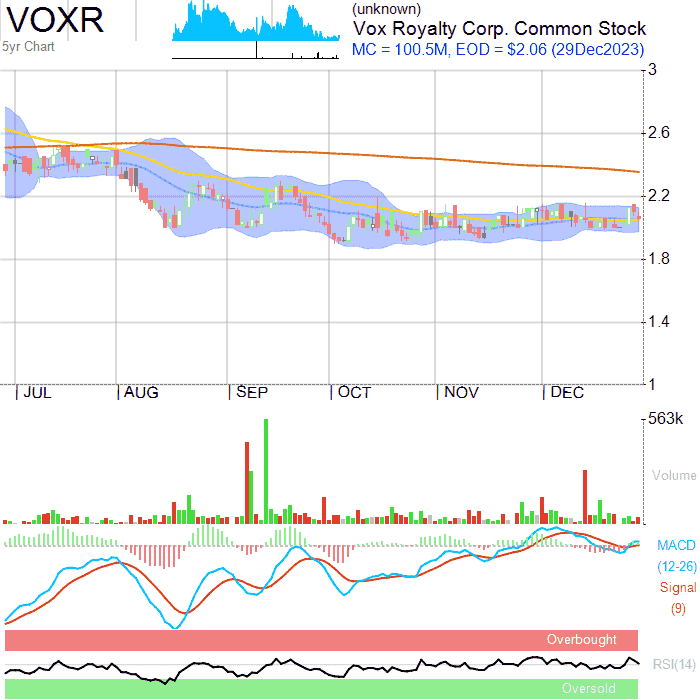 VOXR
5yr Chart
(unknown)
Vox Royalty Corp. Common Stock
MC = 100.5M, EOD = $2.06 (29Dec2023)
3
2.6
2.2
1.8
1.4
1
JUL AUG SEP OCT NOV DEC
563k
Volume
MACD
(12-26)
Signal
(9)
Overbought
RSI(14)
Oversold